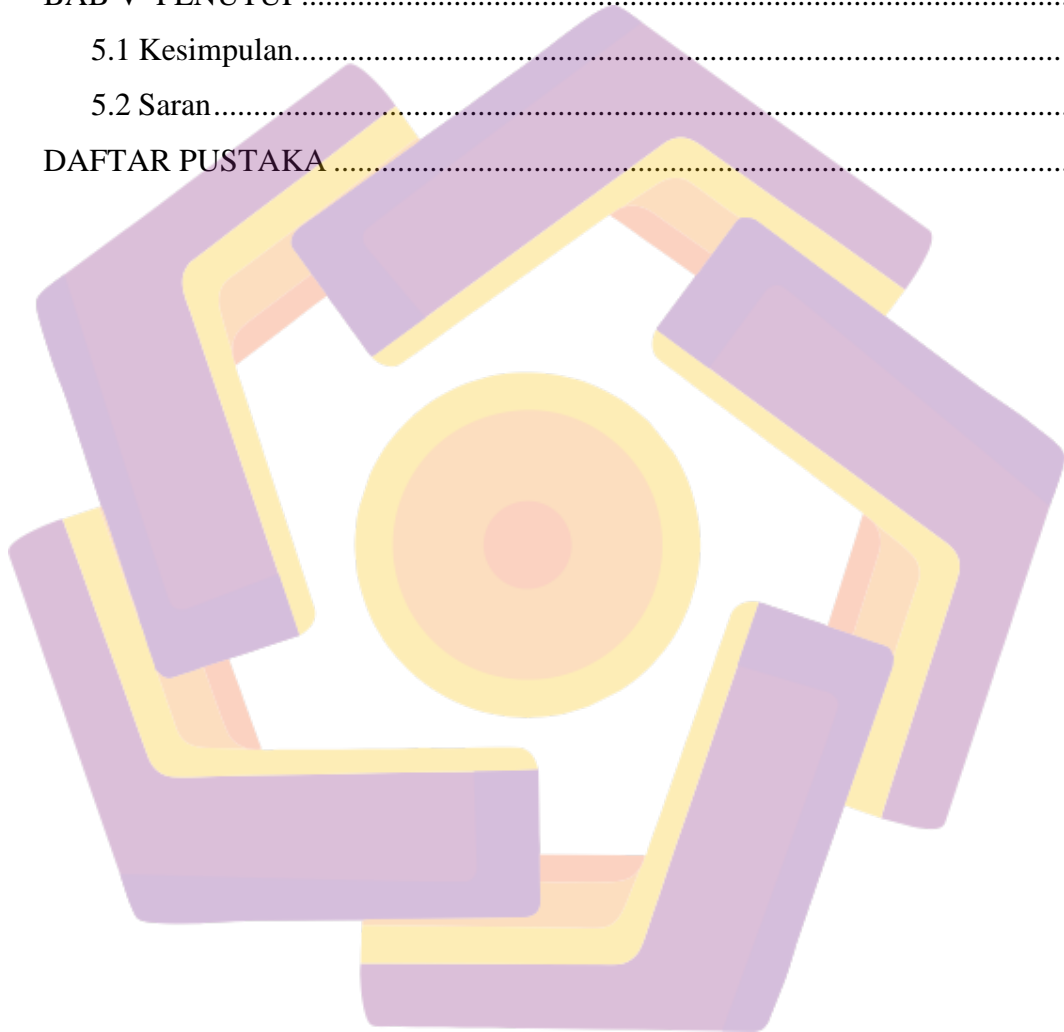 BAB V PENUTUP ................................................................................................
5.1 Kesimpulan................................................................................................
5.2 Saran..........................................................................................................
DAFTAR PUSTAKA ...........................................................................................